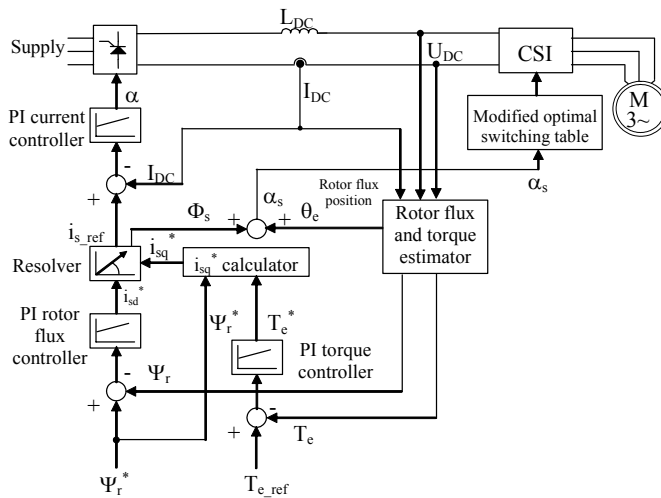 L_DC
Supply
U_DC
CSI
I_DC
M
3~
α
PI current
controller
Modified optimal
switching table
-
+
I_DC
α_s
α_s
Rotor flux
position
i_s_ref
Φ_s
+
+
θ_e
Rotor flux
and torque
estimator
Resolver
i_sq*
i_sq* calculator
i_sd*
PI rotor
flux
controller
Ψ_r*
T_e*
PI torque
controller
-
+
Ψ_r
-
+
T_e
Ψ_r*
T_e_ref